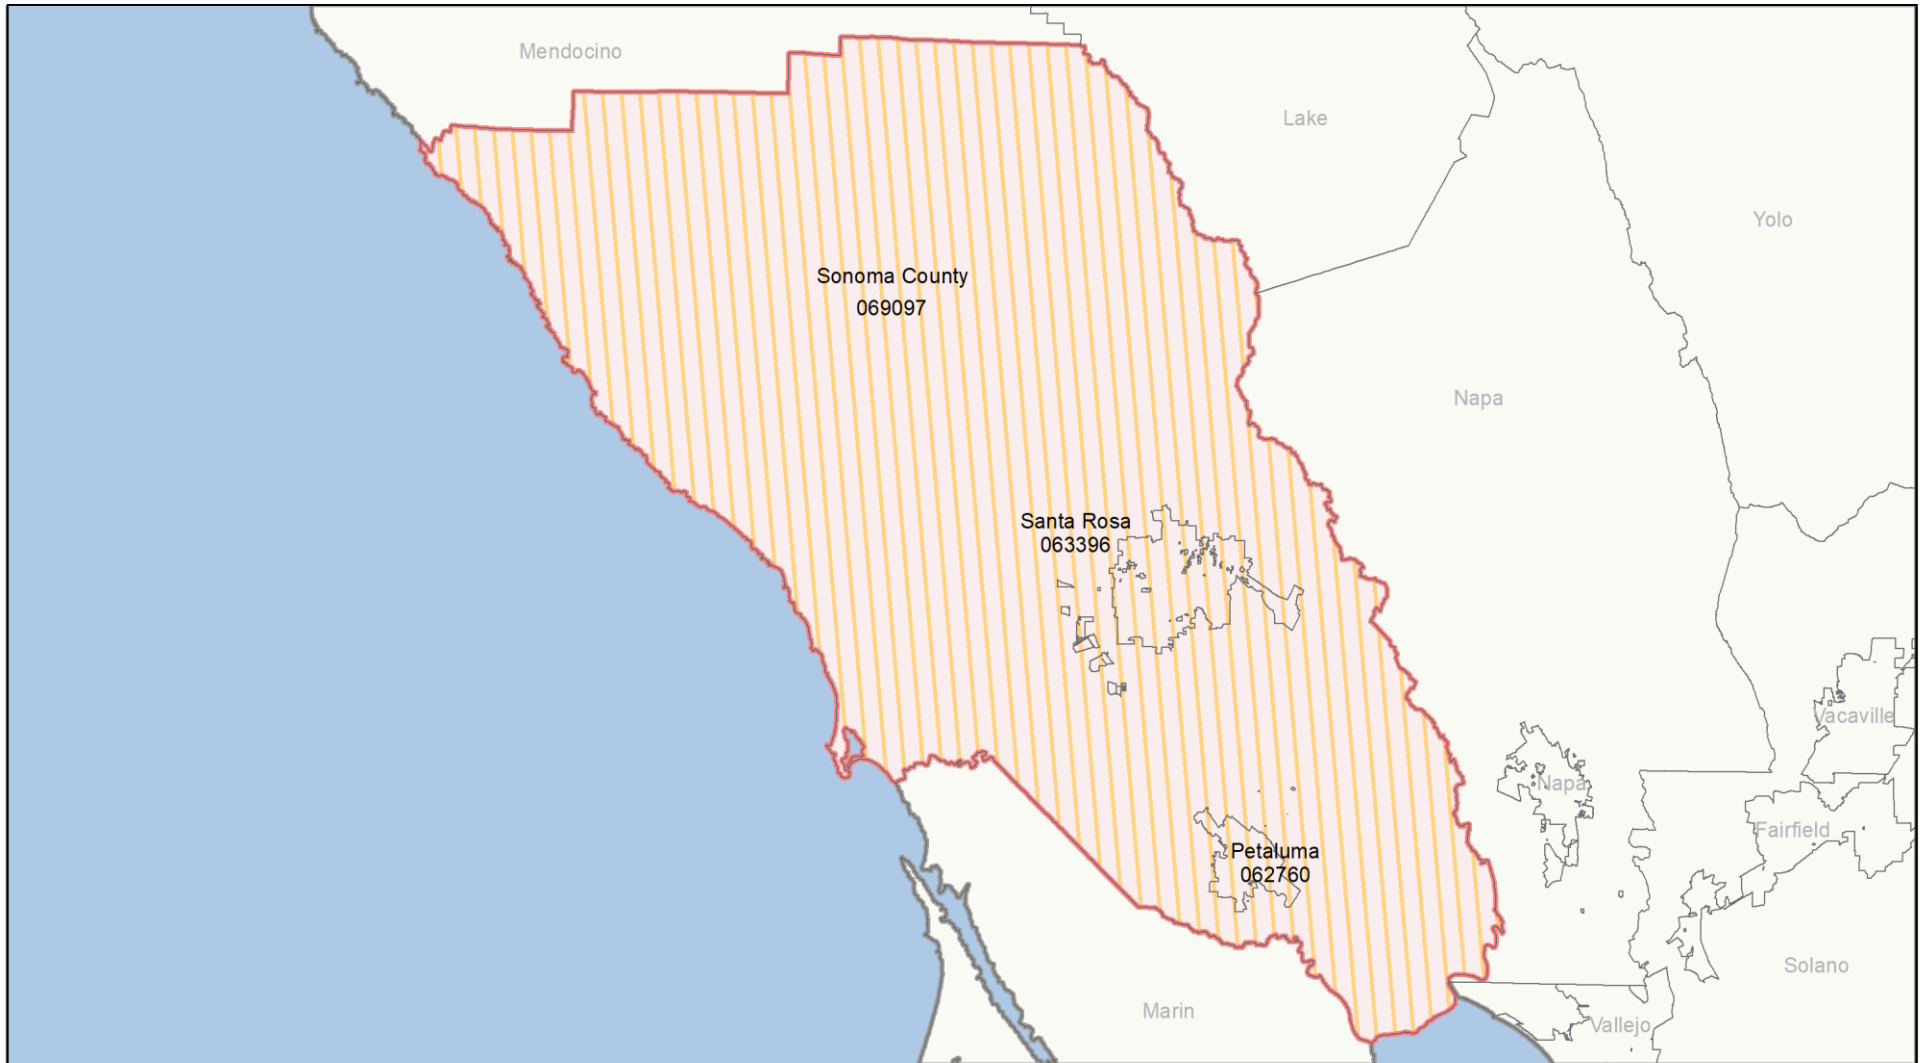 Mendocino
Lake
Yolo
Sonoma County
069097
Napa
Santa Rosa
063396
Vacaville
Napa
Fairfield
Petaluma
062760
Solano
Marin
Vallejo